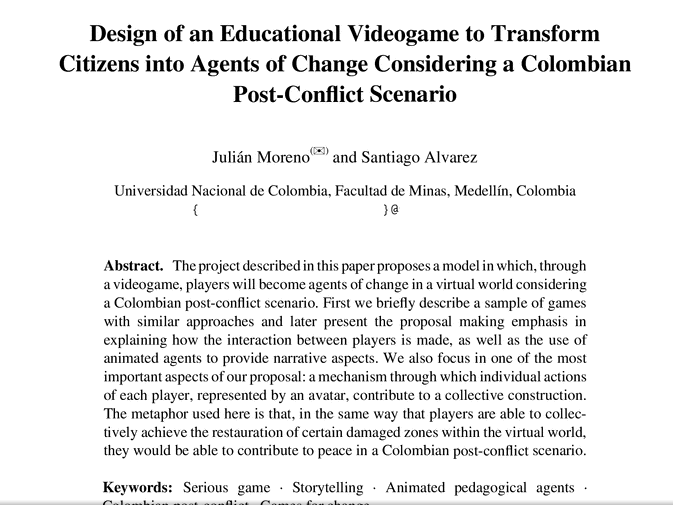 Design of an Educational Videogame to Transform
Citizens into Agents of Change Considering a Colombian
Post-Conflict Scenario
Julián Moreno(✉) and Santiago Alvarez
Universidad Nacional de Colombia, Facultad de Minas, Medellín, Colombia
{ }@
Abstract. The project described in this paper proposes a model in which, through
a videogame, players will become agents of change in a virtual world considering
a Colombian post-conflict scenario. First we briefly describe a sample of games
with similar approaches and later present the proposal making emphasis in
explaining how the interaction between players is made, as well as the use of
animated agents to provide narrative aspects. We also focus in one of the most
important aspects of our proposal: a mechanism through which individual actions
of each player, represented by an avatar, contribute to a collective construction.
The metaphor used here is that, in the same way that players are able to collec-
tively achieve the restauration of certain damaged zones within the virtual world,
they would be able to contribute to peace in a Colombian post-conflict scenario.
Keywords: Serious game · Storytelling · Animated pedagogical agents ·
Colombian post-conflict · Games for change